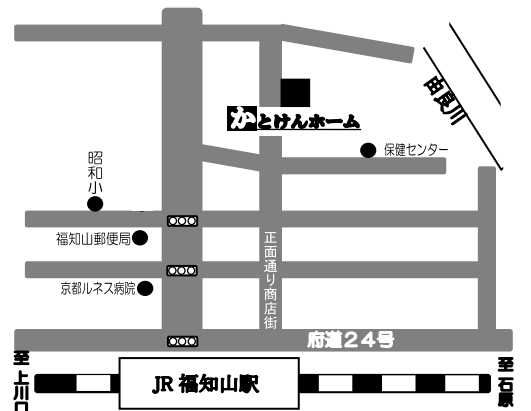 由良川
かとけんホーム
保健センター
昭和小
福知山郵便局
正面通り商店街
京都ルネス病院
府道24号
至上川口
JR 福知山駅
至石原